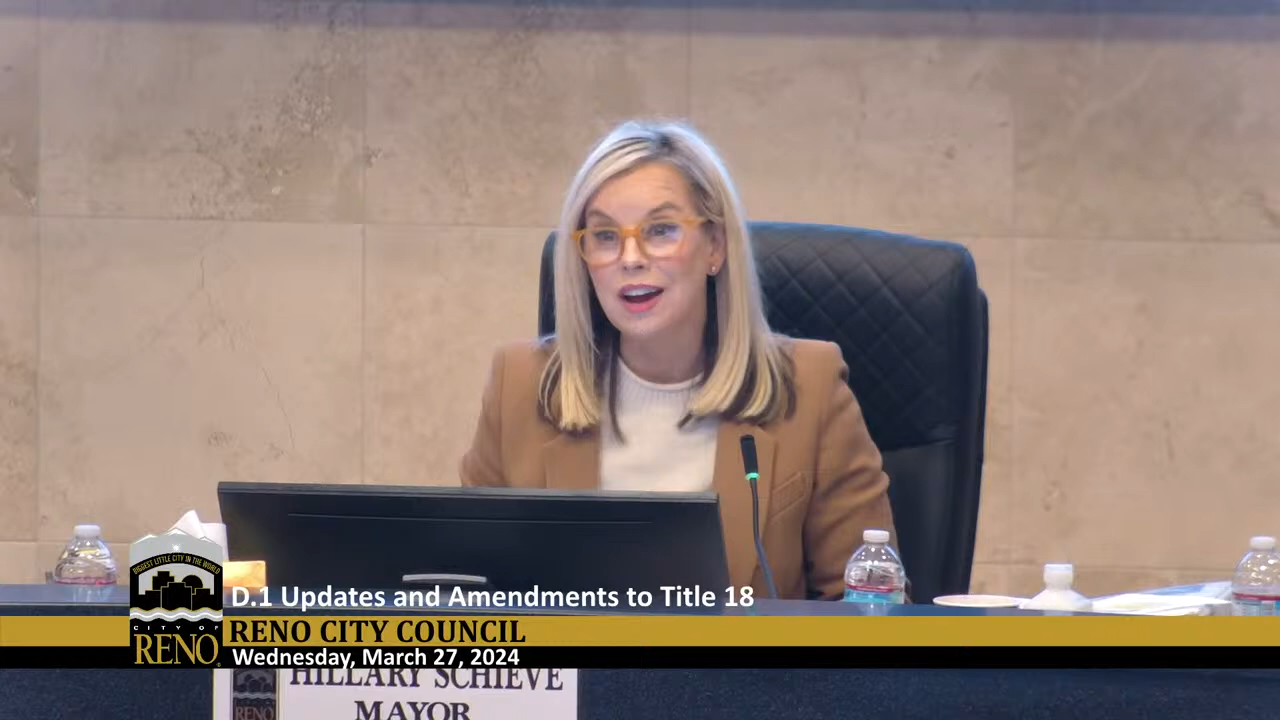 D.1 Updates and Amendments to Title 18
BIGGEST LITTLE CITY IN THE WORLD
CITY OF
RENO
RENO CITY COUNCIL
Wednesday, March 27, 2024
HILLARY SCHIEVE
MAYOR
RENO